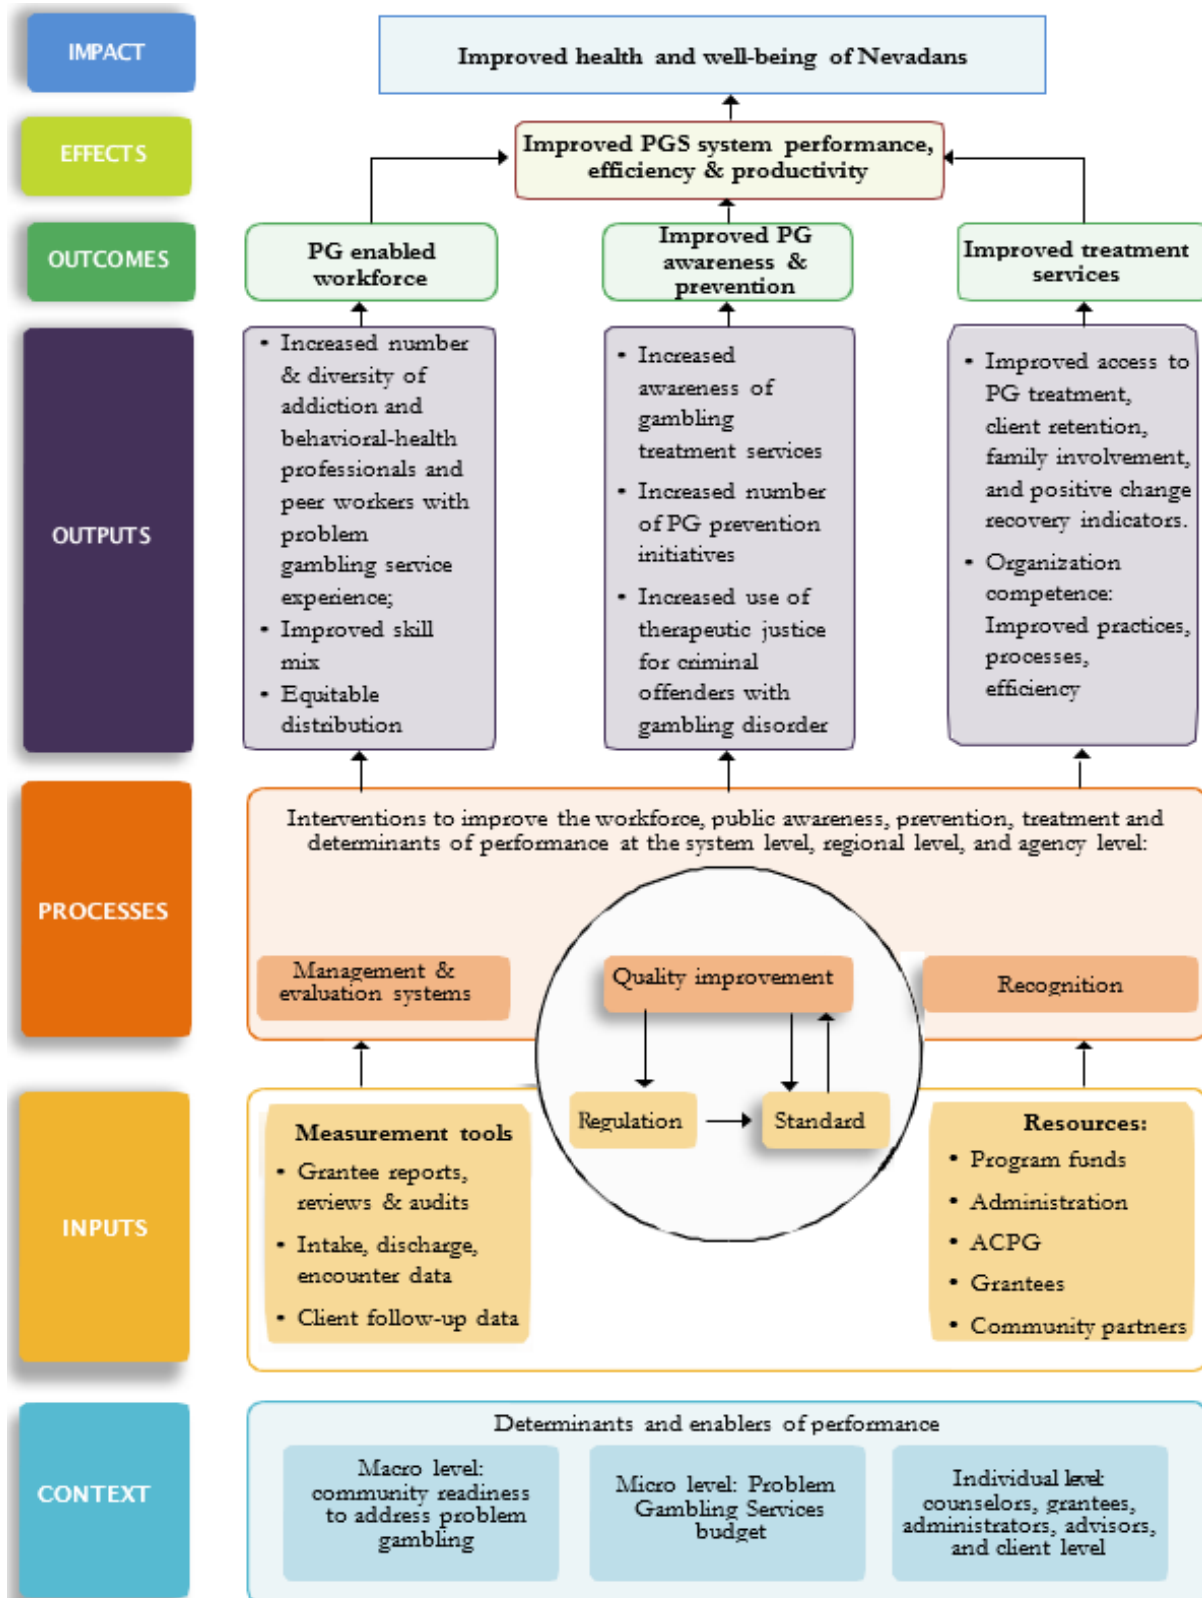 IMPACT
Improved health and well-being of Nevadans
EFFECTS
Improved PGS system performance,
efficiency & productivity
OUTCOMES
PG enabled
workforce
Improved PG
awareness &
prevention
Improved treatment
services
OUTPUTS
• Increased number
& diversity of
addiction and
behavioral-health
professionals and
peer workers with
problem
gambling service
experience;
• Improved skill
mix
• Equitable
distribution
• Increased
awareness of
gambling
treatment services
• Increased number
of PG prevention
initiatives
• Increased use of
therapeutic justice
for criminal
offenders with
gambling disorder
• Improved access to
PG treatment,
client retention,
family involvement,
and positive change
recovery indicators.
• Organization
competence:
Improved practices,
processes,
efficiency
PROCESSES
Interventions to improve the workforce, public awareness, prevention, treatment and
determinants of performance at the system level, regional level, and agency level:
Management &
evaluation systems
Quality improvement
Recognition
INPUTS
Measurement tools
• Grantee reports,
reviews & audits
• Intake, discharge,
encounter data
• Client follow-up data
Regulation
Standard
Resources:
• Program funds
• Administration
• ACPG
• Grantees
• Community partners
CONTEXT
Determinants and enablers of performance
Macro level:
community readiness
to address problem
gambling
Micro level: Problem
Gambling Services
budget
Individual level:
counselors, grantees,
administrators, advisors,
and client level